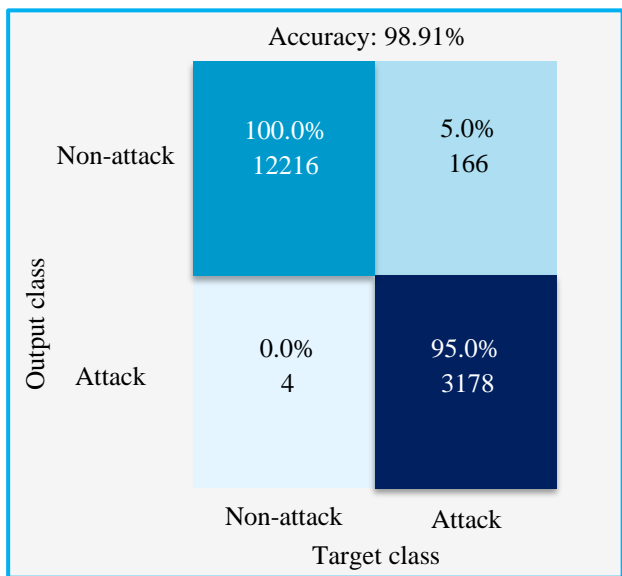 Accuracy: 98.91%
100.0%
12216
5.0%
166
Non-attack
0.0%
4
95.0%
3178
Attack
Output class
Non-attack
Attack
Target class